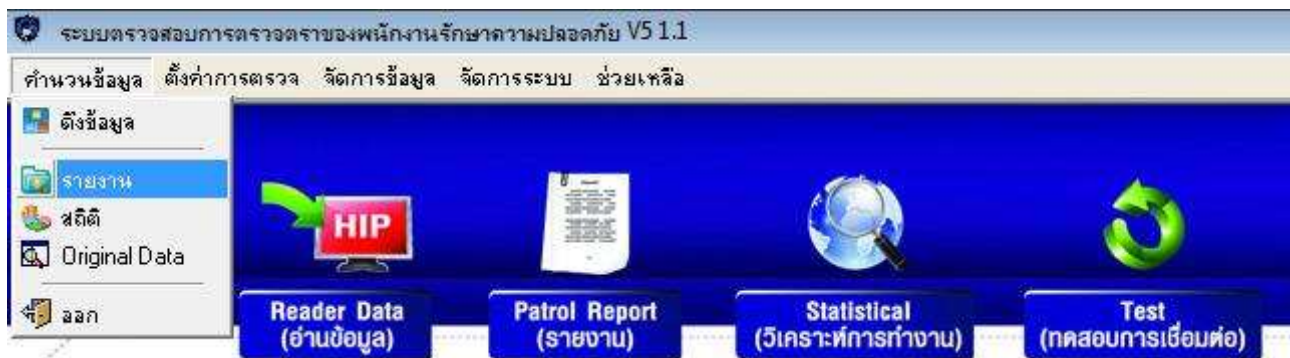 ระบบตรวจสอบการตรวจตราของพนักงานรักษาความปลอดภัย V5 1.1
คำนวนข้อมูล ตั้งค่าการตรวจ จัดการข้อมูล จัดการระบบ ช่วยเหลือ
ดึงข้อมูล
รายงาน
สถิติ
Original Data
ออก
HIP
Reader Data
(อ่านข้อมูล)
Patrol Report
(รายงาน)
Statistical
(วิเคราะห์การทำงาน)
Test
(ทดสอบการเชื่อมต่อ)